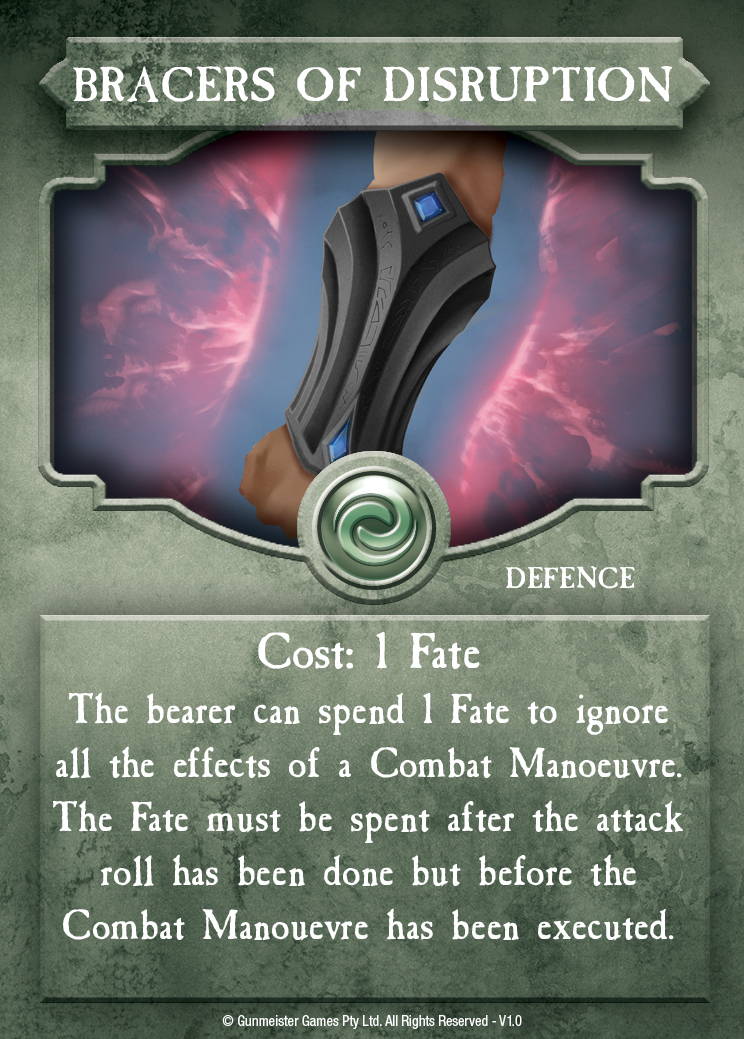 BRACERS OF DISRUPTION
DEFENCE
Cost: 1 Fate
The bearer can spend 1 Fate to ignore
all the effects of a Combat Manoeuvre.
The Fate must be spent after the attack
roll has been done but before the
Combat Manouevre has been executed.
© Gunmeister Games Pty Ltd. All Rights Reserved - V1.0